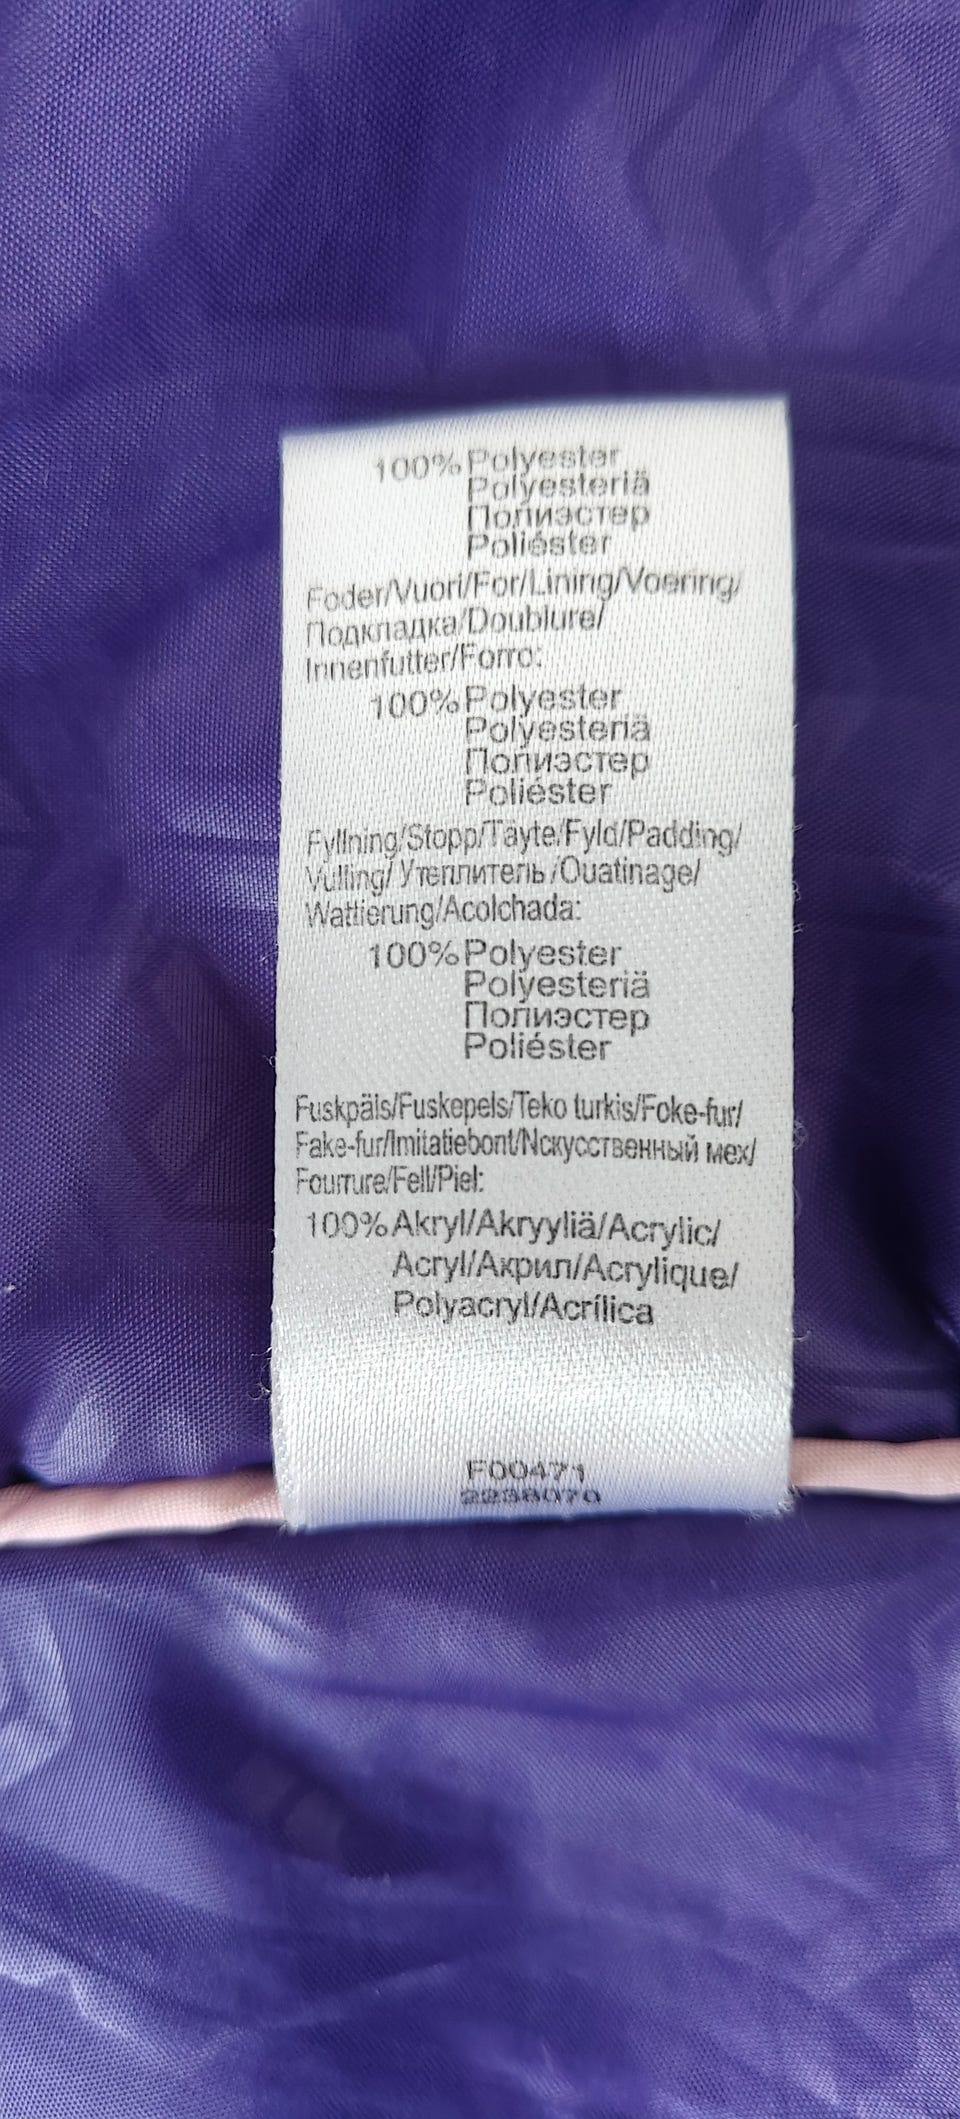 100% Polyester
Polyesteriä
Полиэстер
Poliéster
Foder/Vuori/For/Lining/Voering/
Подкладка/Doublure/
Innenfutter/Forro:
100% Polyester
Polyesteriä
Полиэстер
Poliéster
Fyllning/Stopp/Täyte/Fyld/Padding/
Vulling/Утеплитель/Ouatinage/
Wattierung/Acolchada:
100% Polyester
Polyesteriä
Полиэстер
Poliéster
Fuskpäls/Fuskepels/Teko turkis/Foke-fur/
Fake-fur/Imitatiebont/Nскусственный мех/
Fourrure/Fell/Piel:
100% Akryl/Akryyliä/Acrylic/
Acryl/Акрил/Acrylique/
Polyacryl/Acrílica
F00471
2238070